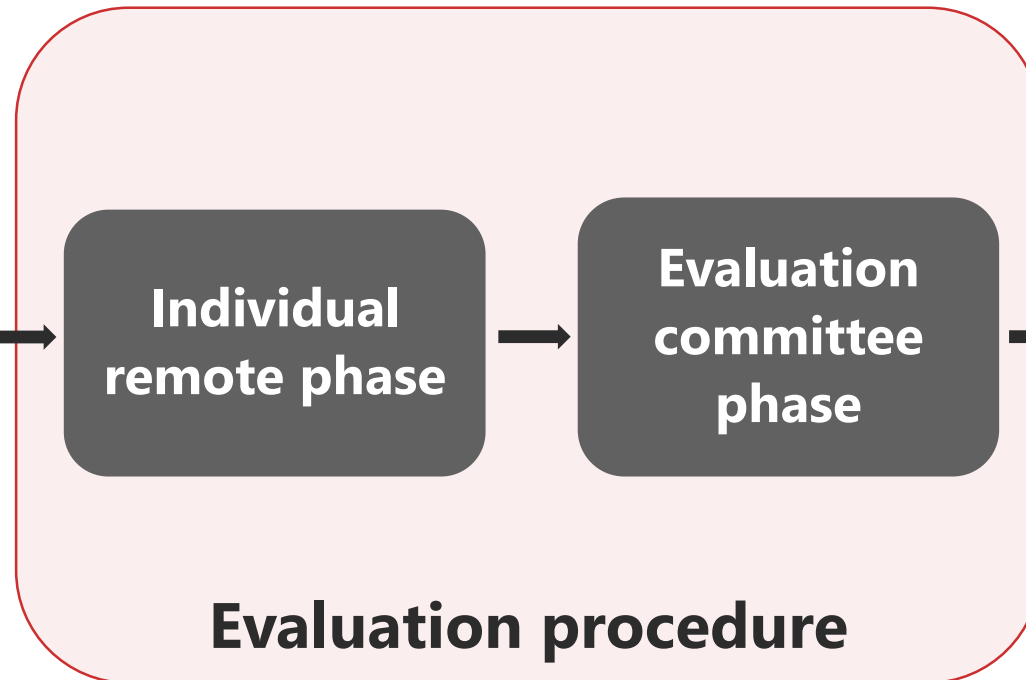 Individual
remote phase
Evaluation
committee
phase
Evaluation procedure